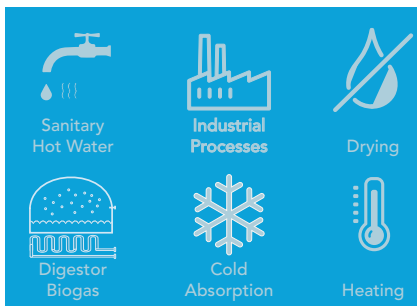 Sanitary
Hot Water
Industrial
Processes
Drying
Digestor
Biogas
Cold
Absorption
Heating